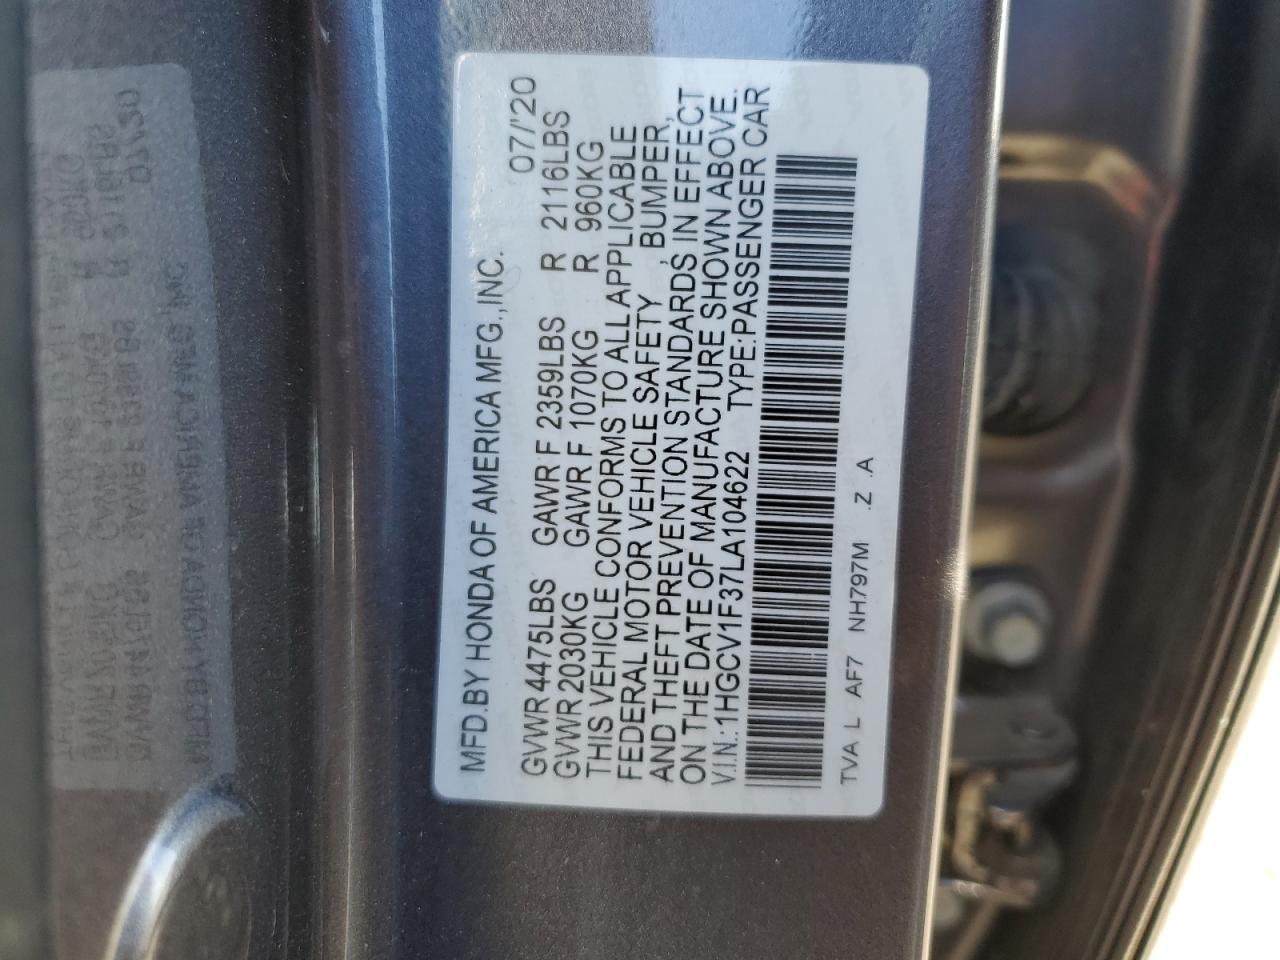 MFD.BY HONDA OF AMERICA MFG.,INC. 07/'20
GVWR 4475LBS GAWR F 2359LBS R 2116LBS
GVWR 2030KG GAWR F 1070KG R 960KG
THIS VEHICLE CONFORMS TO ALL APPLICABLE
FEDERAL MOTOR VEHICLE SAFETY, BUMPER,
AND THEFT PREVENTION STANDARDS IN EFFECT
ON THE DATE OF MANUFACTURE SHOWN ABOVE.
V.I.N.:1HGCV1F37LA104622 TYPE:PASSENGER CAR
TVA L AF7 NH797M .Z .A